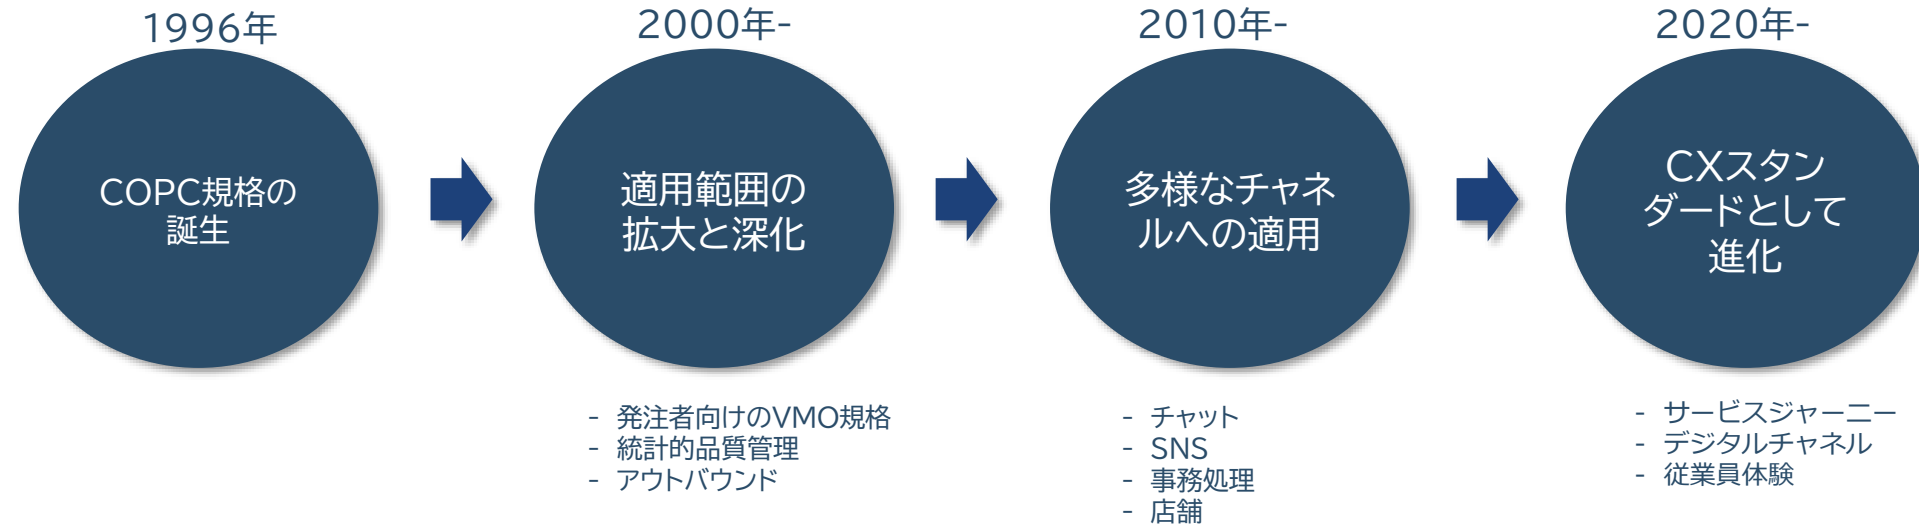 1996年
COPC規格の
誕生
2000年-
適用範囲の
拡大と深化
- 発注者向けのVMO規格
- 統計的品質管理
- アウトバウンド
2010年-
多様なチャネ
ルへの適用
- チャット
- SNS
- 事務処理
- 店舗
2020年-
CXスタン
ダードとして
進化
- サービスジャーニー
- デジタルチャネル
- 従業員体験